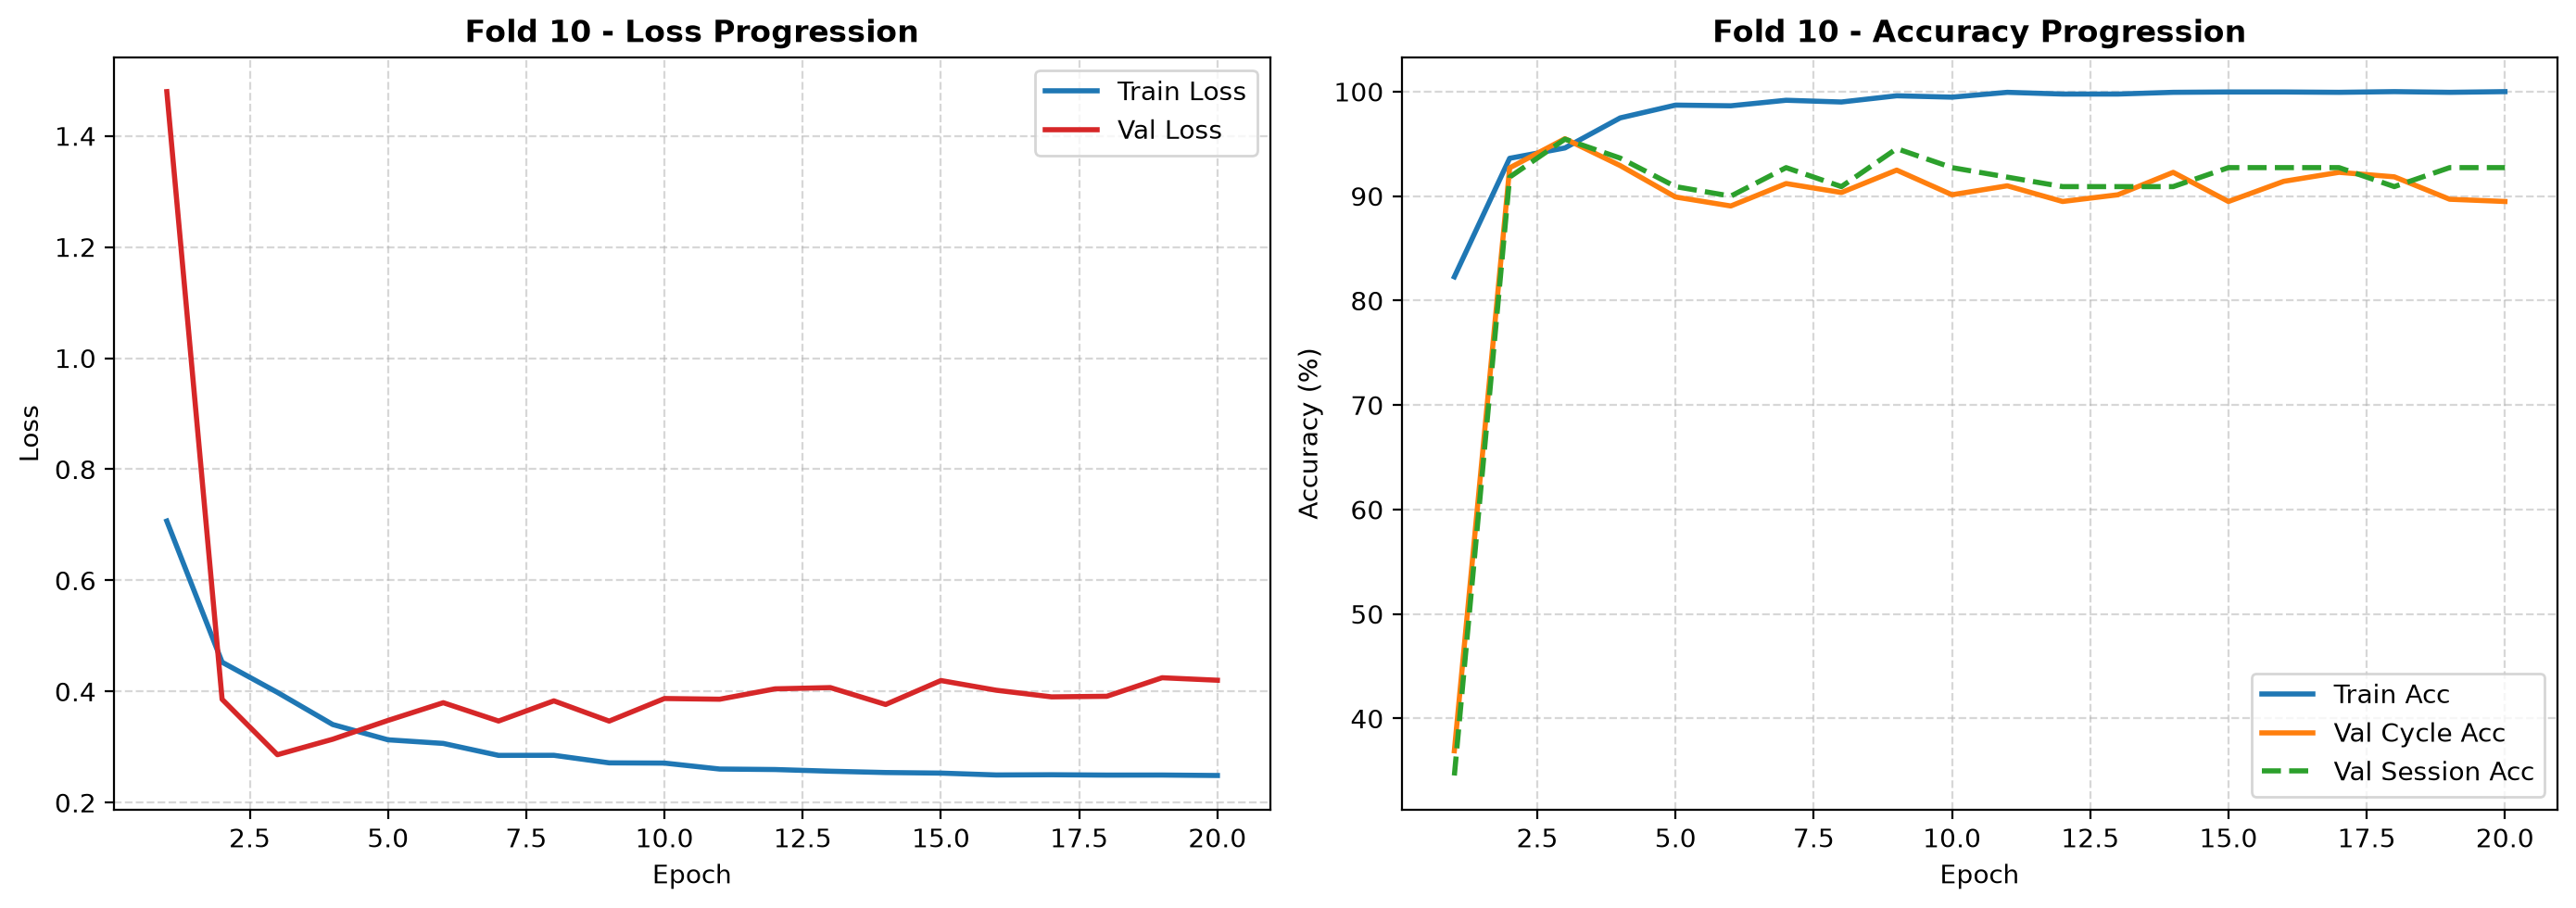 Fold 10 - Loss Progression
Train Loss
Val Loss
1.4
1.2
1.0
0.8
0.6
0.4
0.2
Loss
2.5 5.0 7.5 10.0 12.5 15.0 17.5 20.0
Epoch
Fold 10 - Accuracy Progression
100
90
80
70
60
50
40
Accuracy (%)
Train Acc
Val Cycle Acc
Val Session Acc
2.5 5.0 7.5 10.0 12.5 15.0 17.5 20.0
Epoch